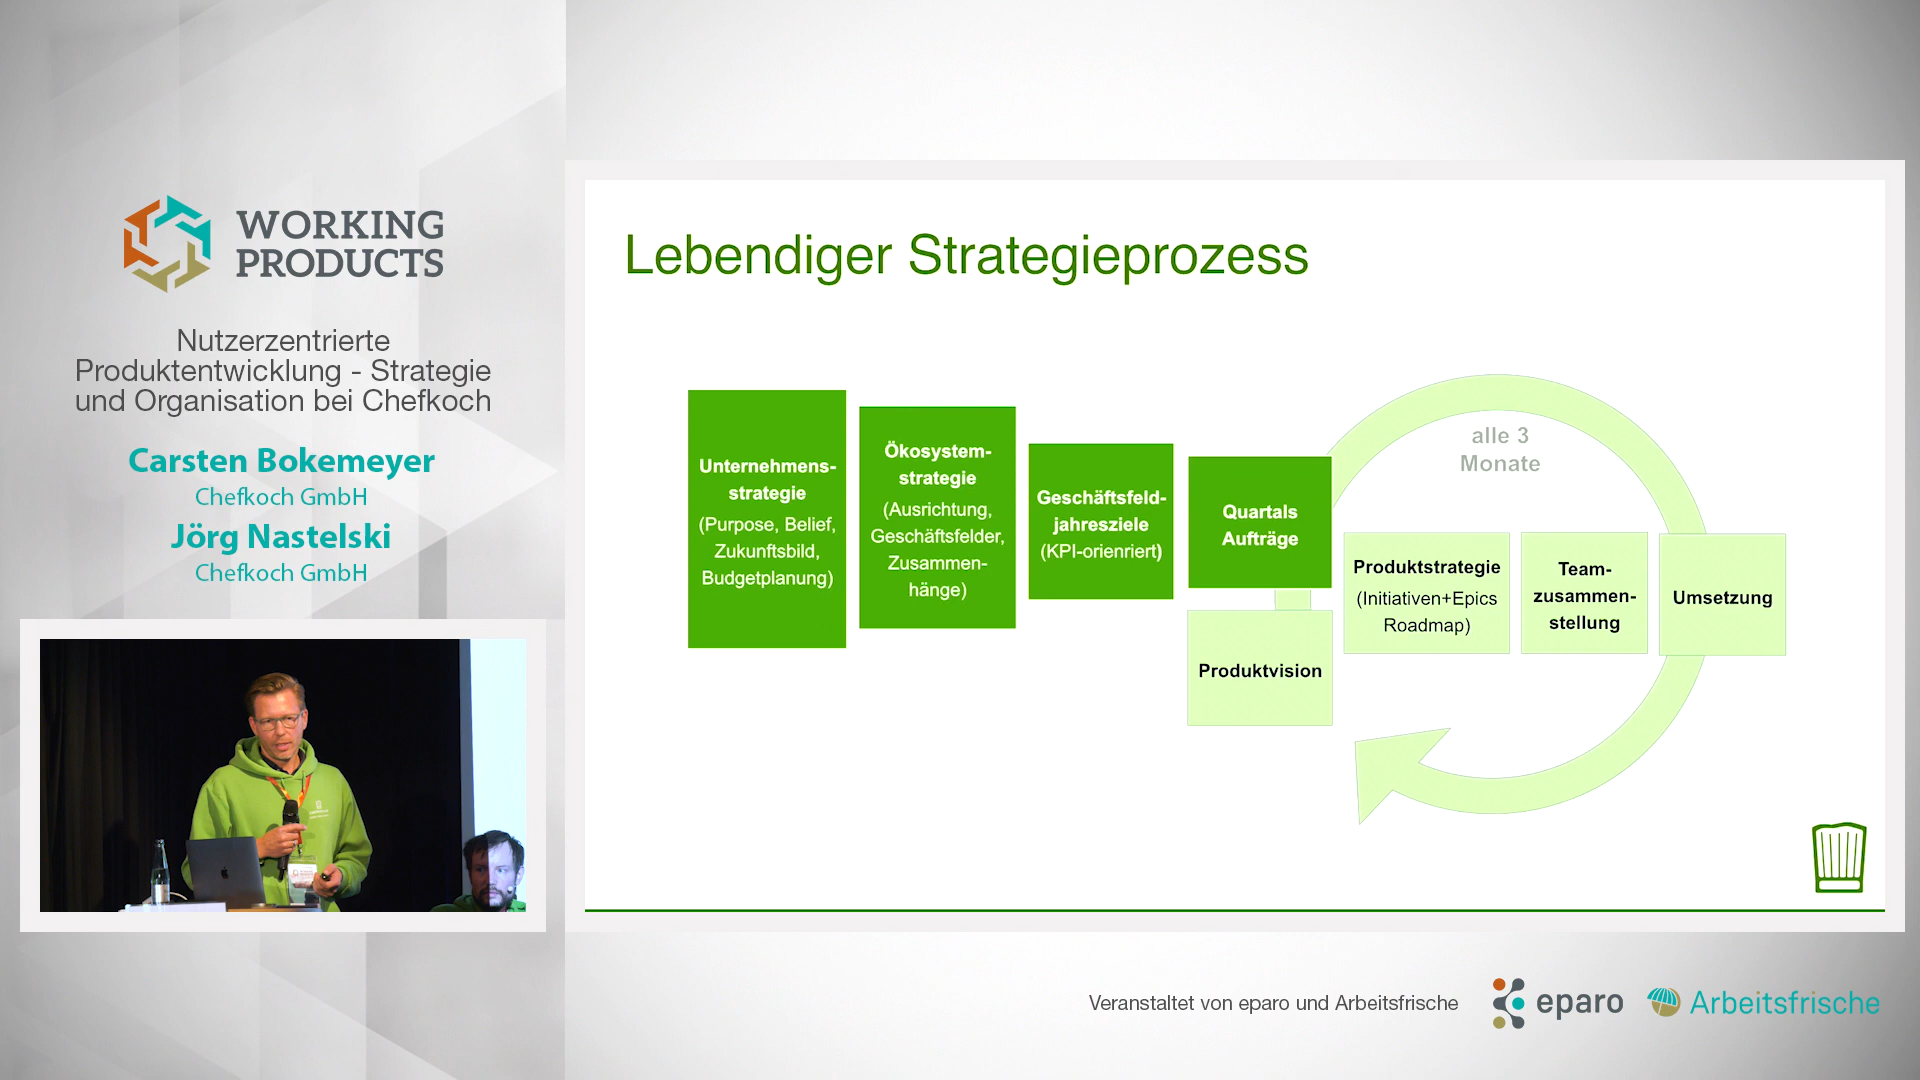 WORKING
PRODUCTS
Nutzerzentrierte
Produktentwicklung - Strategie
und Organisation bei Chefkoch
Carsten Bokemeyer
Chefkoch GmbH
Jörg Nastelski
Chefkoch GmbH
Lebendiger Strategieprozess
Unternehmens-
strategie
(Purpose, Belief,
Zukunftsbild,
Budgetplanung)
Ökosystem-
strategie
(Ausrichtung,
Geschäftsfelder,
Zusammen-
hänge)
Geschäftsfeld-
jahresziele
(KPI-orienriert)
Quartals
Aufträge
Produktvision
alle 3
Monate
Produktstrategie
(Initiativen+Epics
Roadmap)
Team-
zusammen-
stellung
Umsetzung
Veranstaltet von eparo und Arbeitsfrische
eparo
Arbeitsfrische